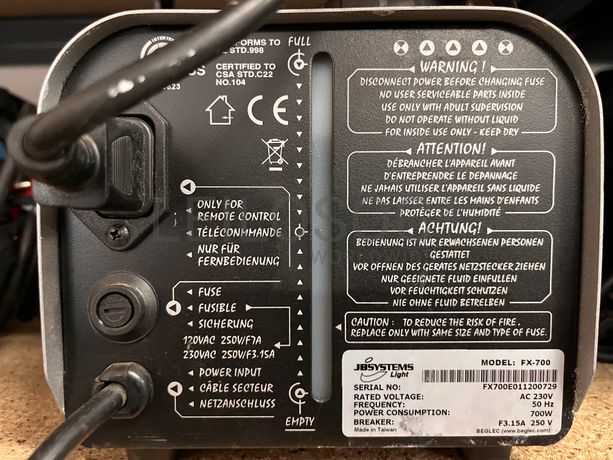 FORMS TO
STD.998
CERTIFIED TO
CSA STD.C22
NO.104
US
FULL
CE
ONLY FOR
REMOTE CONTROL
TÉLÉCOMMANDE
NUR FÜR
FERNBEDIENUNG
FUSE
FUSIBLE
SICHERUNG
120VAC 250V/F7A
230VAC 250V/F3.15A
POWER INPUT
CÂBLE SECTEUR
NETZANSCHLUSS
EMPTY
WARNING !
DISCONNECT POWER BEFORE CHANGING FUSE
NO USER SERVICEABLE PARTS INSIDE
USE ONLY WITH ADULT SUPERVISION
DO NOT OPERATE WITHOUT LIQUID
FOR INSIDE USE ONLY - KEEP DRY
ATTENTION!
DÉBRANCHER L'APPAREIL AVANT
D'ENTREPRENDRE LE DEPANNAGE
NE JAMAIS UTILISER L'APPAREIL SANS LIQUIDE
NE PAS LAISSER ENTRE LES MAINS D'ENFANTS
PROTÉGER DE L'HUMIDITÉ
ACHTUNG!
BEDIENUNG IST NUR ERWACHSENEN PERSONEN
GESTATTET
VOR OFFNEN DES GERATES NETZSTECKER ZIEHEN
NUR GEEIGNETE FLUID EINFULLEN
VOR FEUCHTIGKEIT SCHUTZEN
NIE OHNE FLUID BETREIBEN
CAUTION : TO REDUCE THE RISK OF FIRE,
REPLACE ONLY WITH SAME SIZE AND TYPE OF FUSE.
JBSYSTEMS
Light
MODEL: FX-700
SERIAL NO: FX700E011200729
RATED VOLTAGE: AC 230V
FREQUENCY: 50 Hz
POWER CONSUMPTION: 700W
BREAKER: F3.15A 250 V
Made in Taiwan BEGLEC (www.beglec.com)